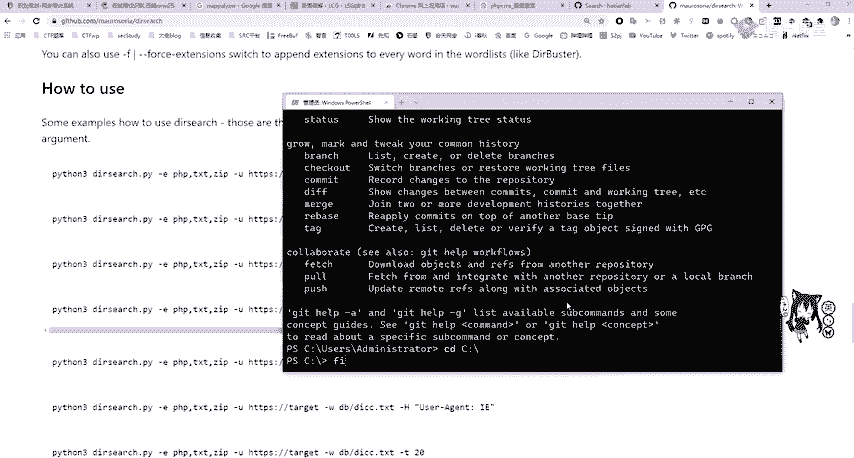 github.com/maurosoria/dirsearch
You can also use -f | --force-extensions switch to append extensions to every word in the wordlists (like DirBuster).
How to use
Some examples how to use dirsearch - those are th
argument.
python3 dirsearch.py -e php,txt,zip -u https:/
python3 dirsearch.py -e php,txt,zip -u https:/
python3 dirsearch.py -e php,txt,zip -u https:/
python3 dirsearch.py -e php,txt,zip -u https:/
python3 dirsearch.py -e php,txt,zip -u https:/
python3 dirsearch.py -e php,txt,zip -u https://target -w db/dicc.txt -H "User-Agent: IE"
python3 dirsearch.py -e php,txt,zip -u https://target -w db/dicc.txt -t 20
管理员: Windows PowerShell
status Show the working tree status
grow, mark and tweak your common history
branch List, create, or delete branches
checkout Switch branches or restore working tree files
commit Record changes to the repository
diff Show changes between commits, commit and working tree, etc
merge Join two or more development histories together
rebase Reapply commits on top of another base tip
tag Create, list, delete or verify a tag object signed with GPG
collaborate (see also: git help workflows)
fetch Download objects and refs from another repository
pull Fetch from and integrate with another repository or a local branch
push Update remote refs along with associated objects
'git help -a' and 'git help -g' list available subcommands and some
concept guides. See 'git help <command>' or 'git help <concept>'
to read about a specific subcommand or concept.
PS C:\Users\Administrator> cd C:\
PS C:\> fi